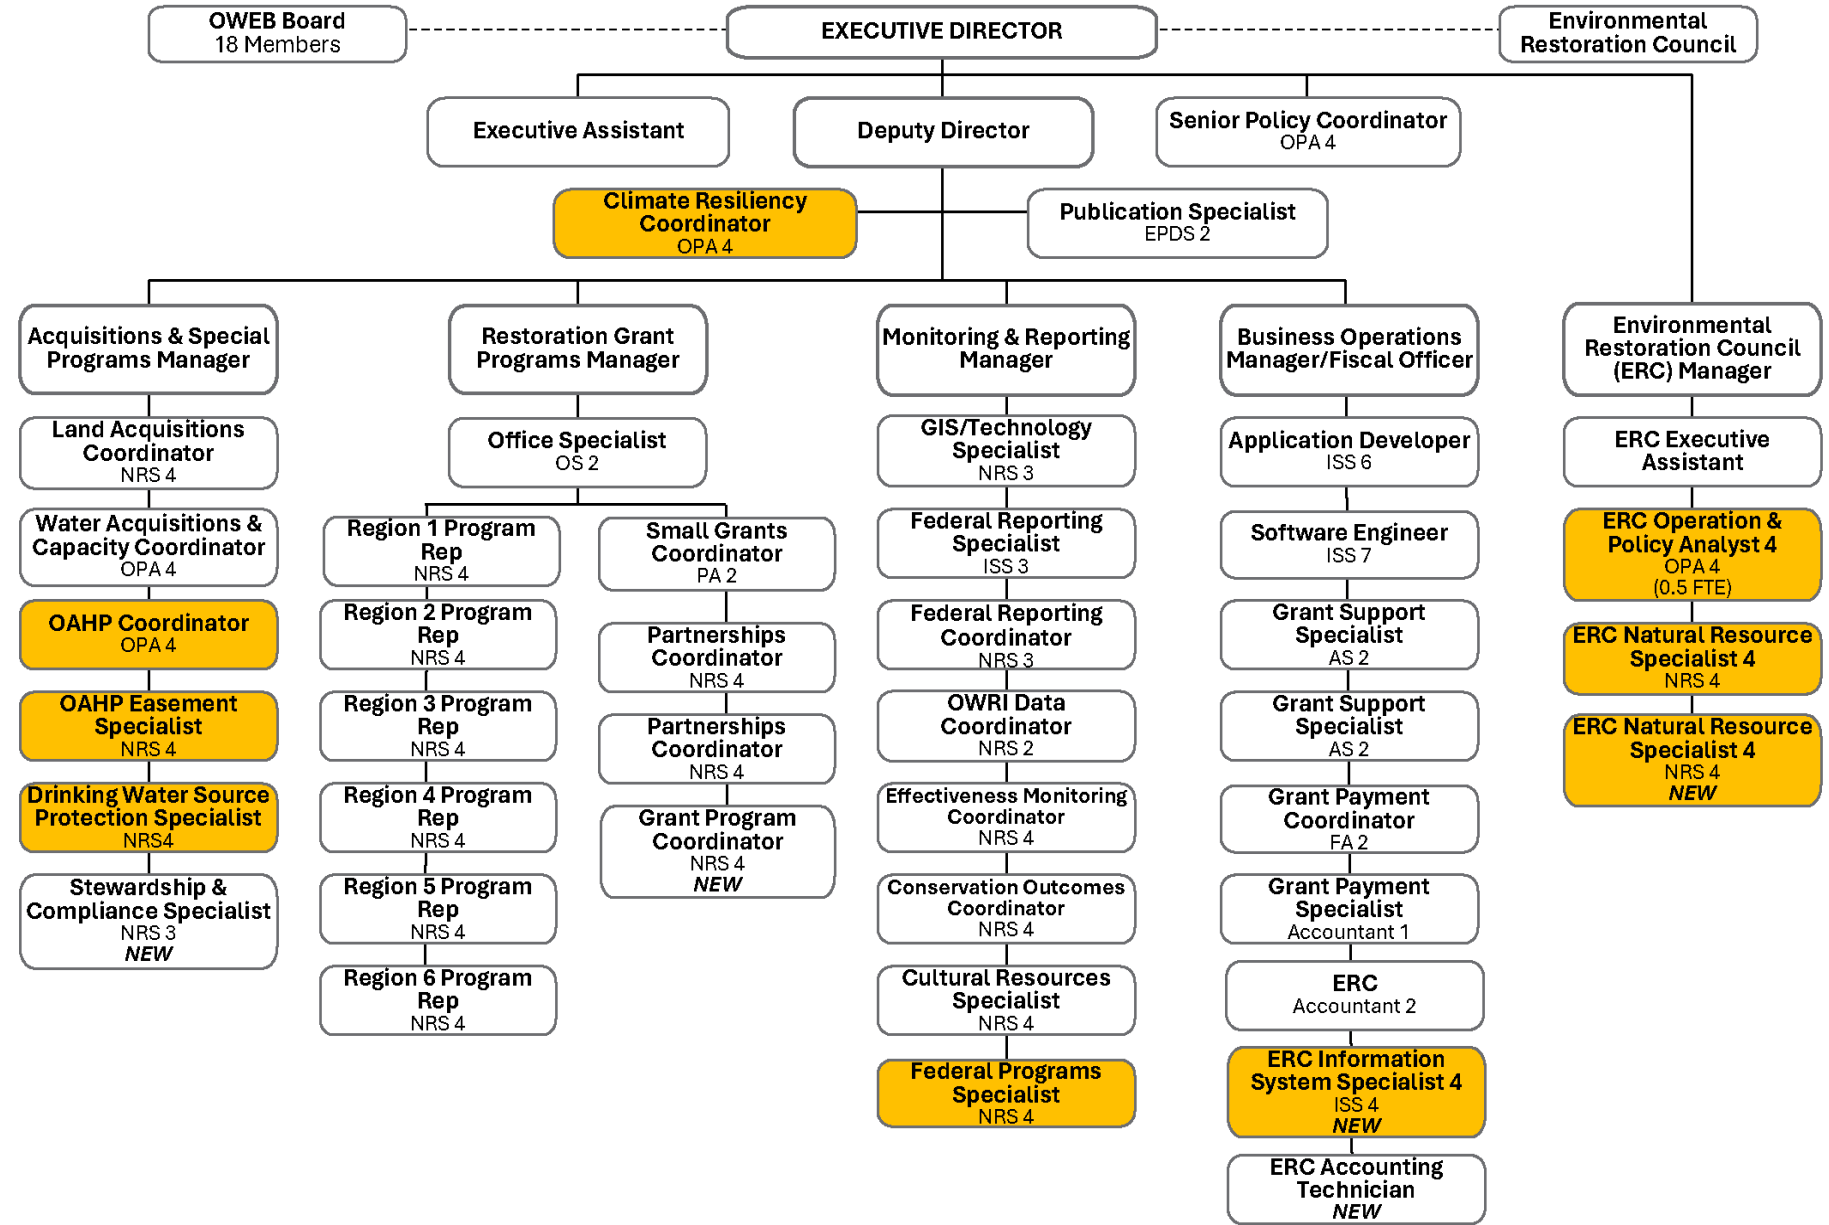 OWEB Board
18 Members
EXECUTIVE DIRECTOR
Environmental
Restoration Council
Executive Assistant
Deputy Director
Senior Policy Coordinator
OPA 4
Climate Resiliency
Coordinator
OPA 4
Publication Specialist
EPDS 2
Acquisitions & Special
Programs Manager
Land Acquisitions
Coordinator
NRS 4
Water Acquisitions &
Capacity Coordinator
OPA 4
OAHP Coordinator
OPA 4
OAHP Easement
Specialist
NRS 4
Drinking Water Source
Protection Specialist
NRS4
Stewardship &
Compliance Specialist
NRS 3
NEW
Restoration Grant
Programs Manager
Office Specialist
OS 2
Region 1 Program
Rep
NRS 4
Region 2 Program
Rep
NRS 4
Region 3 Program
Rep
NRS 4
Region 4 Program
Rep
NRS 4
Region 5 Program
Rep
NRS 4
Region 6 Program
Rep
NRS 4
Small Grants
Coordinator
PA 2
Partnerships
Coordinator
NRS 4
Partnerships
Coordinator
NRS 4
Grant Program
Coordinator
NRS 4
NEW
Monitoring & Reporting
Manager
GIS/Technology
Specialist
NRS 3
Federal Reporting
Specialist
ISS 3
Federal Reporting
Coordinator
NRS 3
OWRI Data
Coordinator
NRS 2
Effectiveness Monitoring
Coordinator
NRS 4
Conservation Outcomes
Coordinator
NRS 4
Cultural Resources
Specialist
NRS 4
Federal Programs
Specialist
NRS 4
Business Operations
Manager/Fiscal Officer
Application Developer
ISS 6
Software Engineer
ISS 7
Grant Support
Specialist
AS 2
Grant Support
Specialist
AS 2
Grant Payment
Coordinator
FA 2
Grant Payment
Specialist
Accountant 1
ERC
Accountant 2
ERC Information
System Specialist 4
ISS 4
NEW
ERC Accounting
Technician
NEW
Environmental
Restoration Council
(ERC) Manager
ERC Executive
Assistant
ERC Operation &
Policy Analyst 4
OPA 4
(0.5 FTE)
ERC Natural Resource
Specialist 4
NRS 4
ERC Natural Resource
Specialist 4
NRS 4
NEW